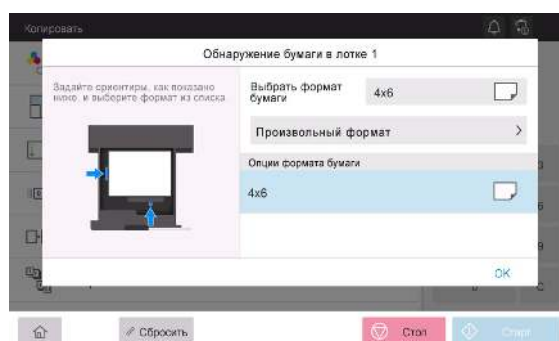 Копировать
Обнаружение бумаги в лотке 1
Задайте ориентиры, как показано
ниже, и выберите формат из списка.
Выбрать формат
бумаги
4x6
Произвольный формат
Опции формата бумаги
4x6
OK
Сбросить
Стоп
Старт